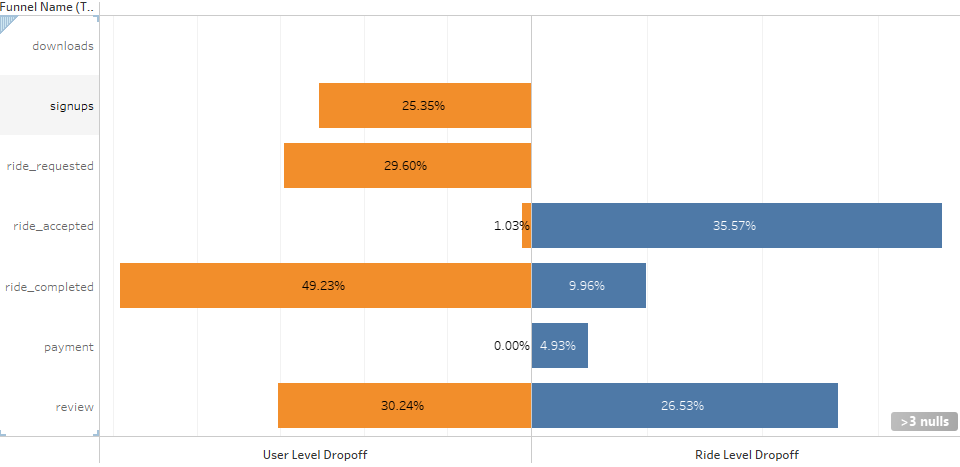 Funnel Name (T..
downloads
signups
25.35%
ride_requested
29.60%
ride_accepted
1.03%
35.57%
ride_completed
49.23%
9.96%
payment
0.00%
4.93%
review
30.24%
26.53%
>3 nulls
User Level Dropoff
Ride Level Dropoff